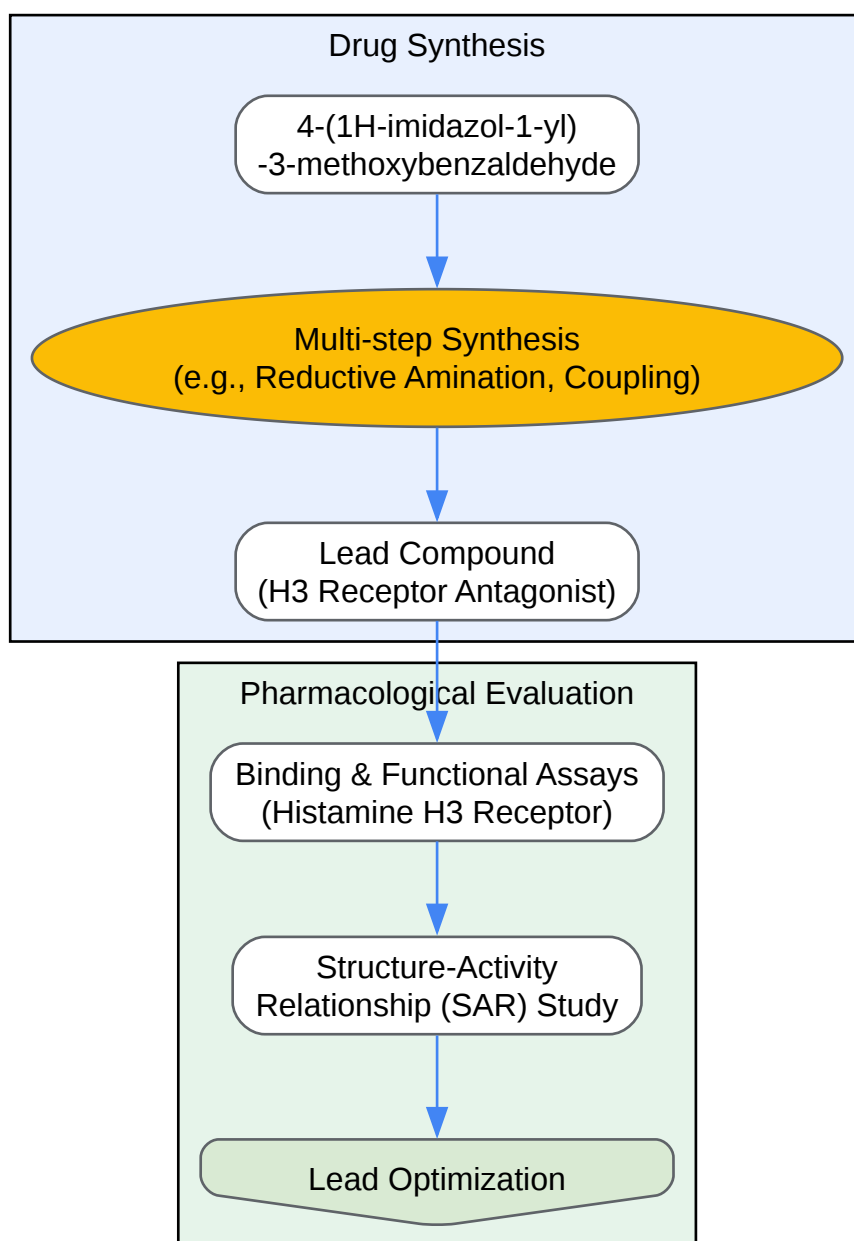 Drug Synthesis
4-(1H-imidazol-1-yl)
-3-methoxybenzaldehyde
Multi-step Synthesis
(e.g., Reductive Amination, Coupling)
Lead Compound
(H3 Receptor Antagonist)
Pharmacological Evaluation
Binding & Functional Assays
(Histamine H3 Receptor)
Structure-Activity
Relationship (SAR) Study
Lead Optimization